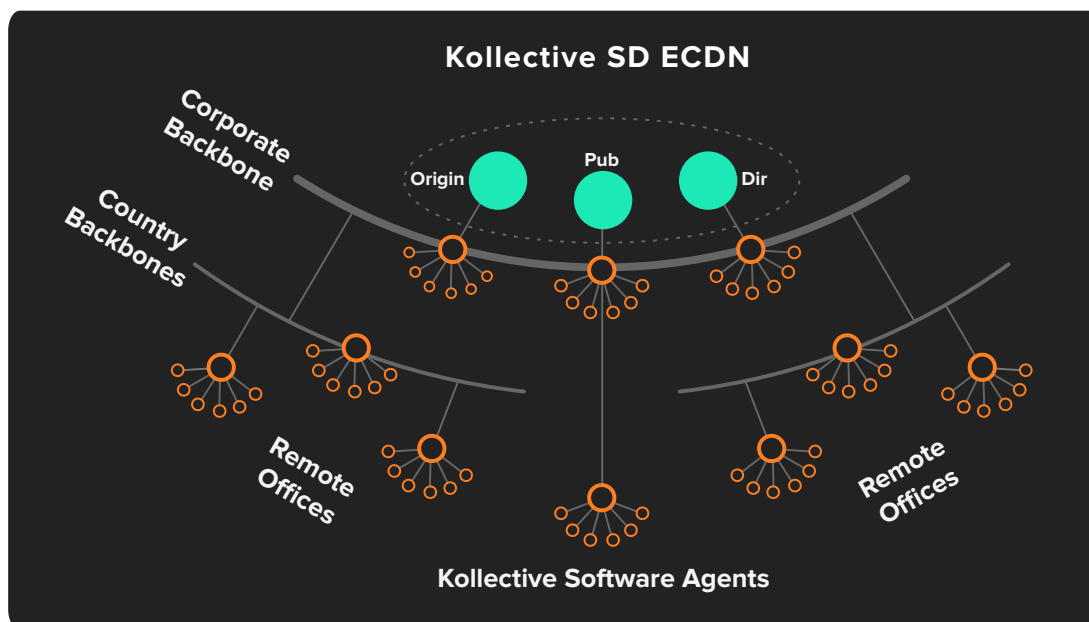 Kollective SD ECDN
Corporate
Backbone
Country
Backbones
Origin
Pub
Dir
Remote
Offices
Remote
Offices
Kollective Software Agents